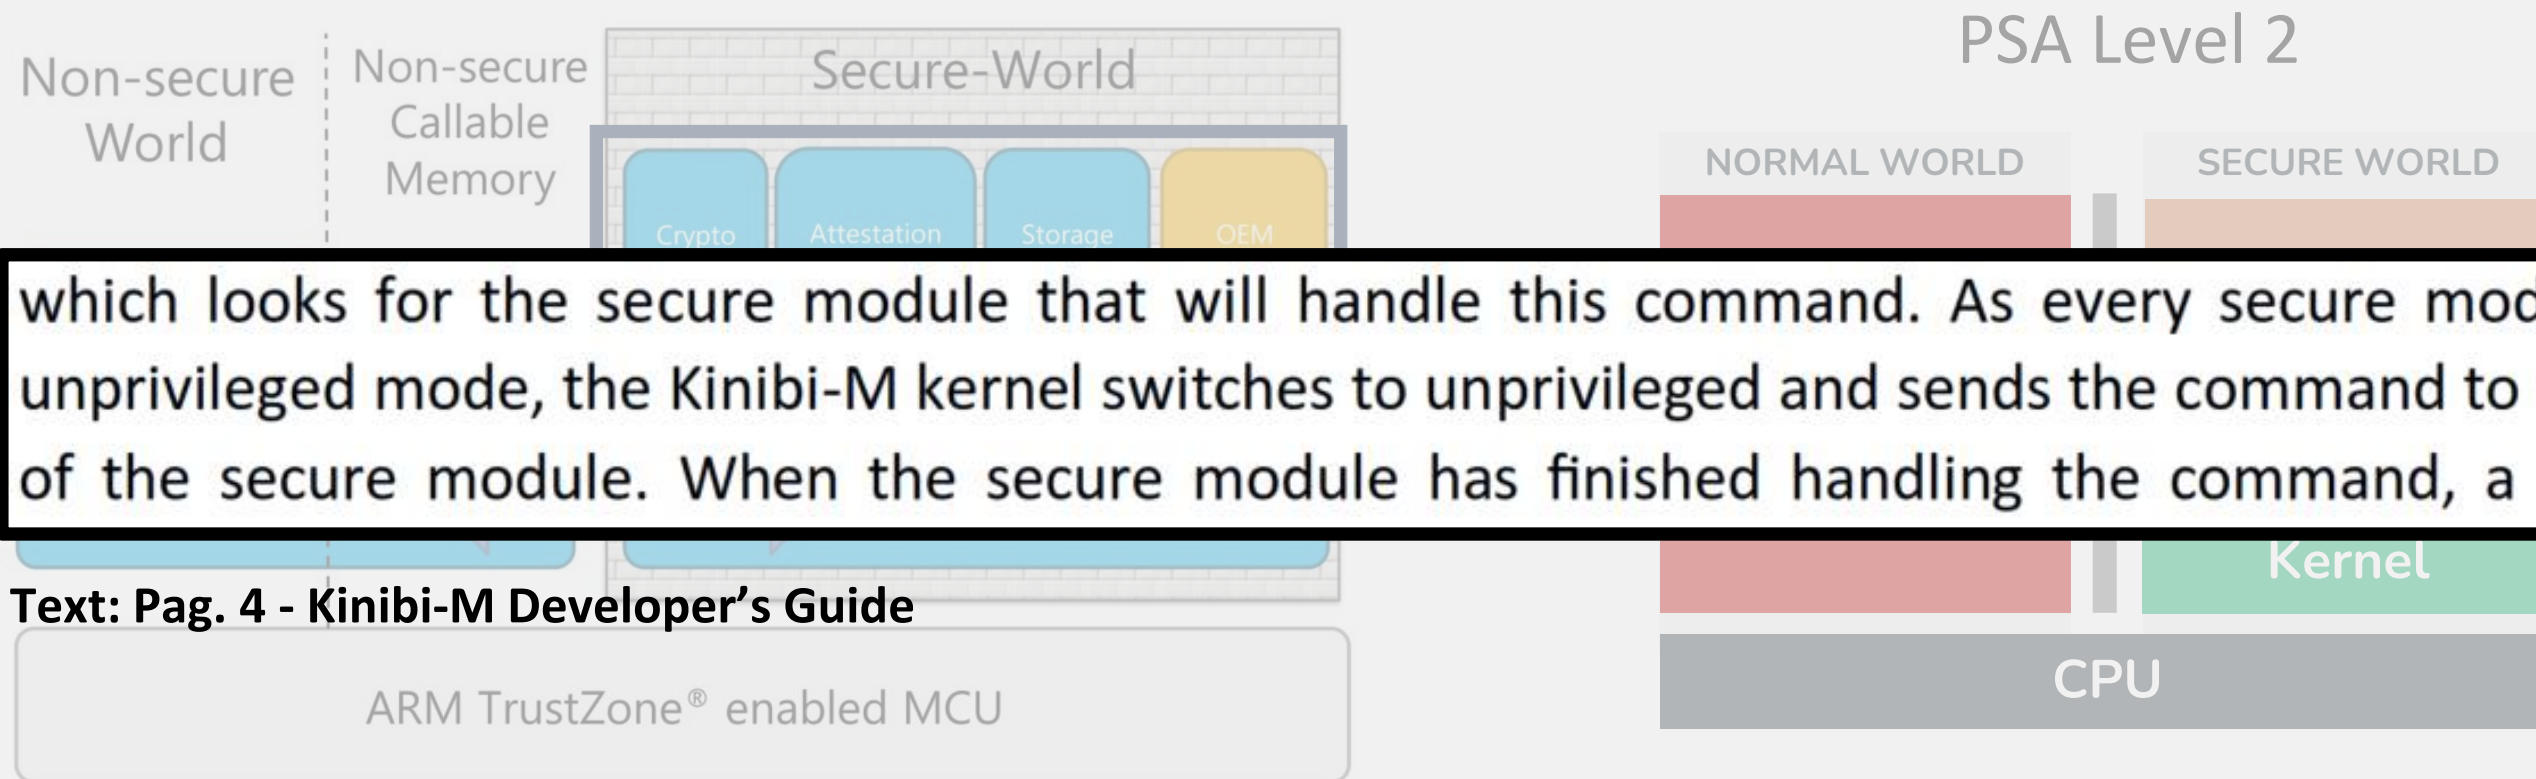 Non-secure
World
Non-secure
Callable
Memory
Secure-World
Crypto
Attestation
Storage
OEM
PSA Level 2
NORMAL WORLD
SECURE WORLD
which looks for the secure module that will handle this command. As every secure mod
unprivileged mode, the Kinibi-M kernel switches to unprivileged and sends the command to
of the secure module. When the secure module has finished handling the command, a
Kernel
Text: Pag. 4 - Kinibi-M Developer’s Guide
CPU
ARM TrustZone® enabled MCU